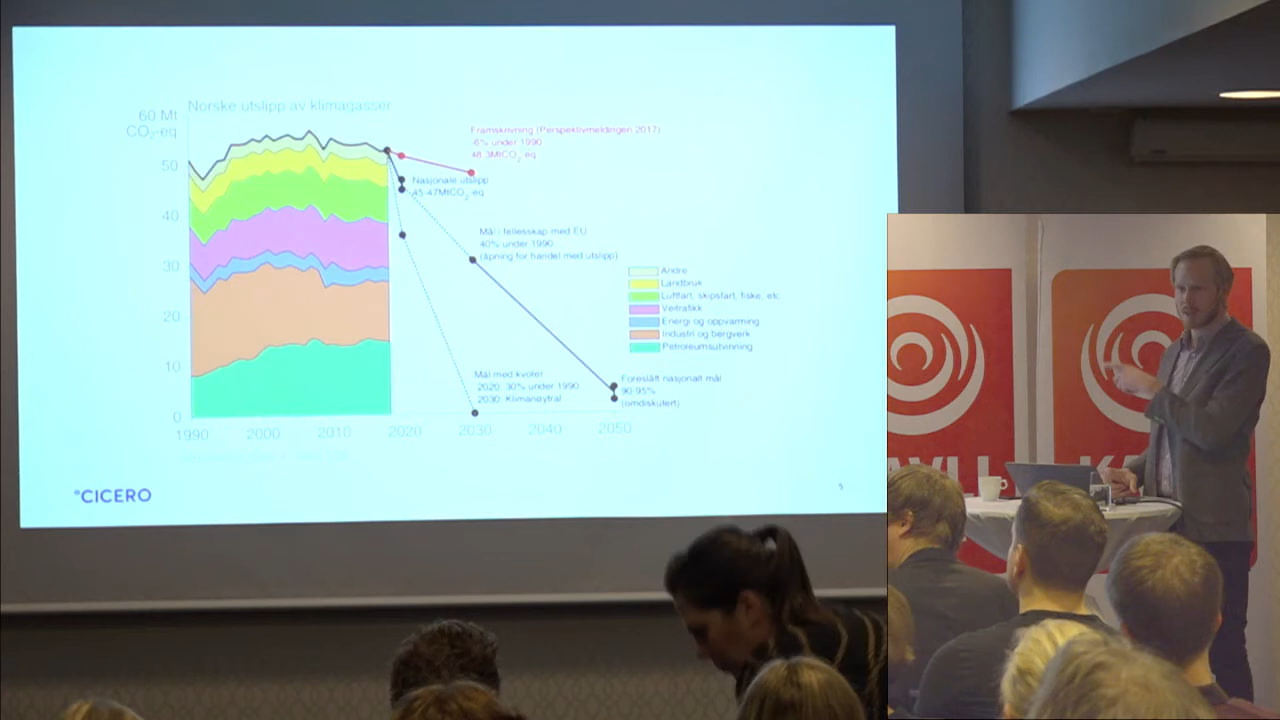 Norske utslipp av klimagasser
60 Mt
CO₂-eq
50
40
30
20
10
0
1990
2000
2010
2020
2030
2040
2050
Framskrivning (Perspektivmeldingen 2017)
-6% under 1990
48.3MtCO₂-eq
Nasjonale utslipp
45-47MtCO₂-eq
Mål i fellesskap med EU
40% under 1990
(åpning for handel med utslipp)
Andre
Landbruk
Luftfart, skipsfart, fiske, etc
Veitrafikk
Energi og oppvarming
Industri og bergverk
Petroleumsutvinning
Mål med kvoter
2020: 30% under 1990
2030: Klimanøytral
Foreslått nasjonalt mål
90-95%
(omdiskutert)
°CICERO
5